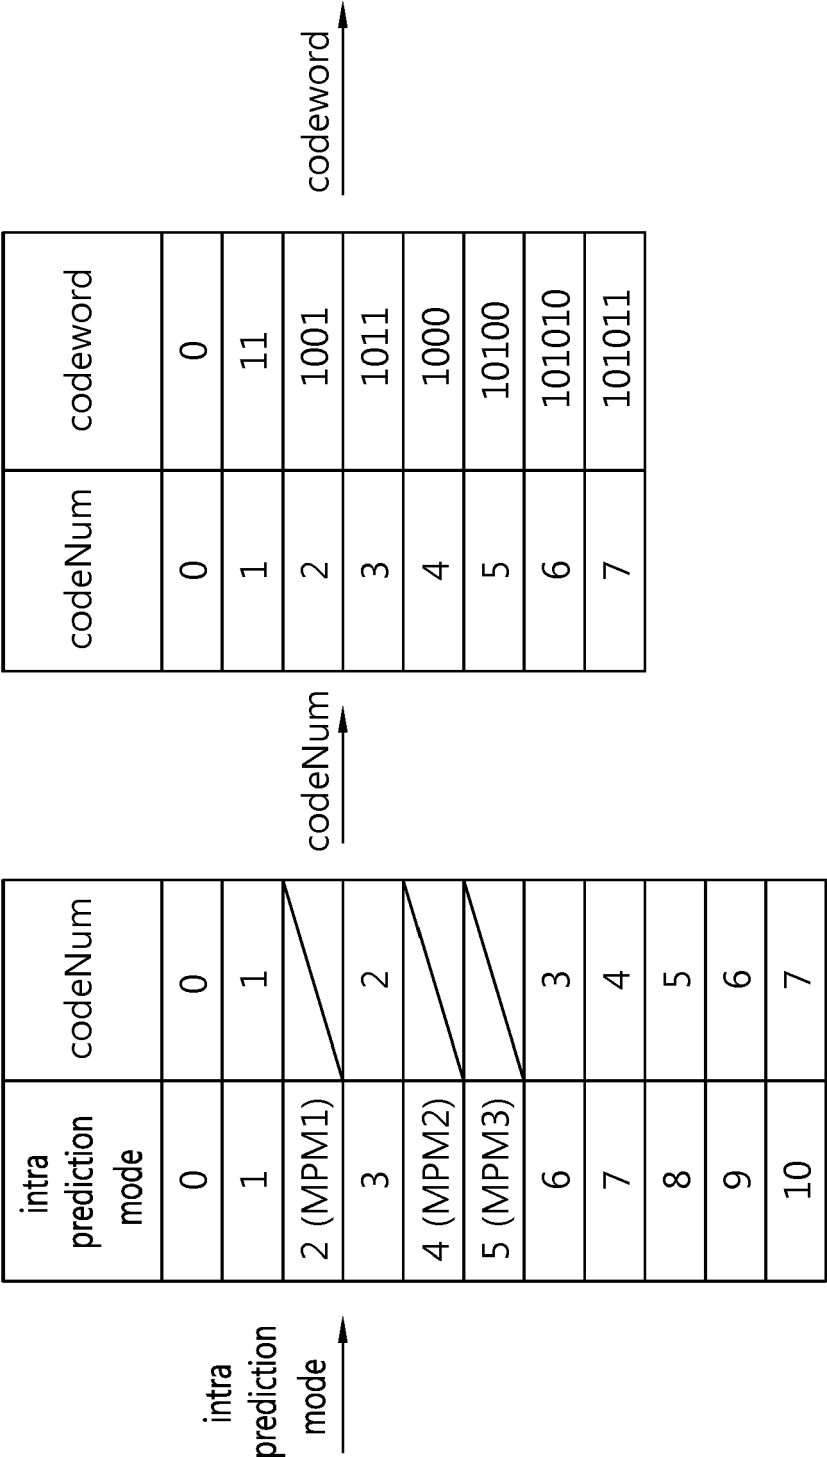 intra
prediction
mode
intra
prediction
mode
codeNum
0
0
1
1
2 (MPM1)
3
2
4 (MPM2)
5 (MPM3)
6
3
7
4
8
5
9
6
10
7
codeNum
codeNum
codeword
0
0
1
11
2
1001
3
1011
4
1000
5
10100
6
101010
7
101011
codeword